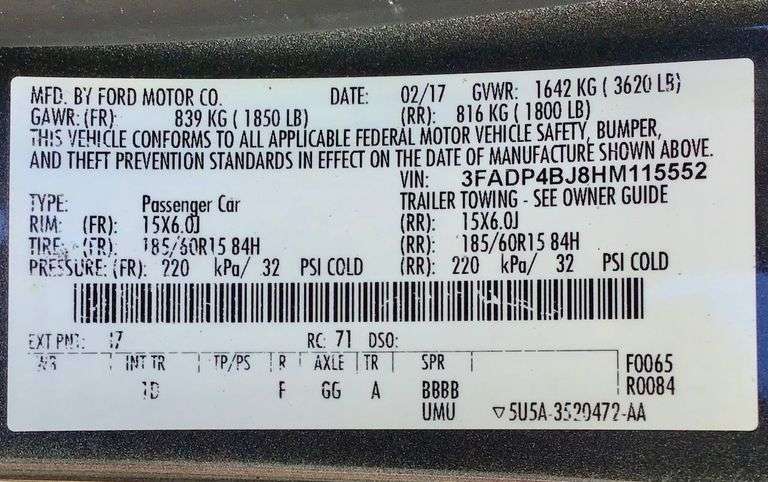 MFD. BY FORD MOTOR CO. DATE: 02/17 GVWR: 1642 KG ( 3620 LB)
GAWR: (FR) 839 KG ( 1850 LB) (RR): 816 KG ( 1800 LB)
THIS VEHICLE CONFORMS TO ALL APPLICABLE FEDERAL MOTOR VEHICLE SAFETY, BUMPER,
AND THEFT PREVENTION STANDARDS IN EFFECT ON THE DATE OF MANUFACTURE SHOWN ABOVE.
VIN: 3FADP4BJ8HM115552
TYPE: Passenger Car TRAILER TOWING - SEE OWNER GUIDE
RIM: (FR): 15X6.0J (RR): 15X6.0J
TIRE: (FR): 185/60R15 84H (RR): 185/60R15 84H
PRESSURE: (FR): 220 kPa/ 32 PSI COLD (RR): 220 kPa/ 32 PSI COLD
EXT PNT: 17 RC: 71 DSO:
WB INT TR TP/PS R AXLE TR SPR F0065
F GG A BBBB R0084
UMU ▽5U5A-3520472-AA